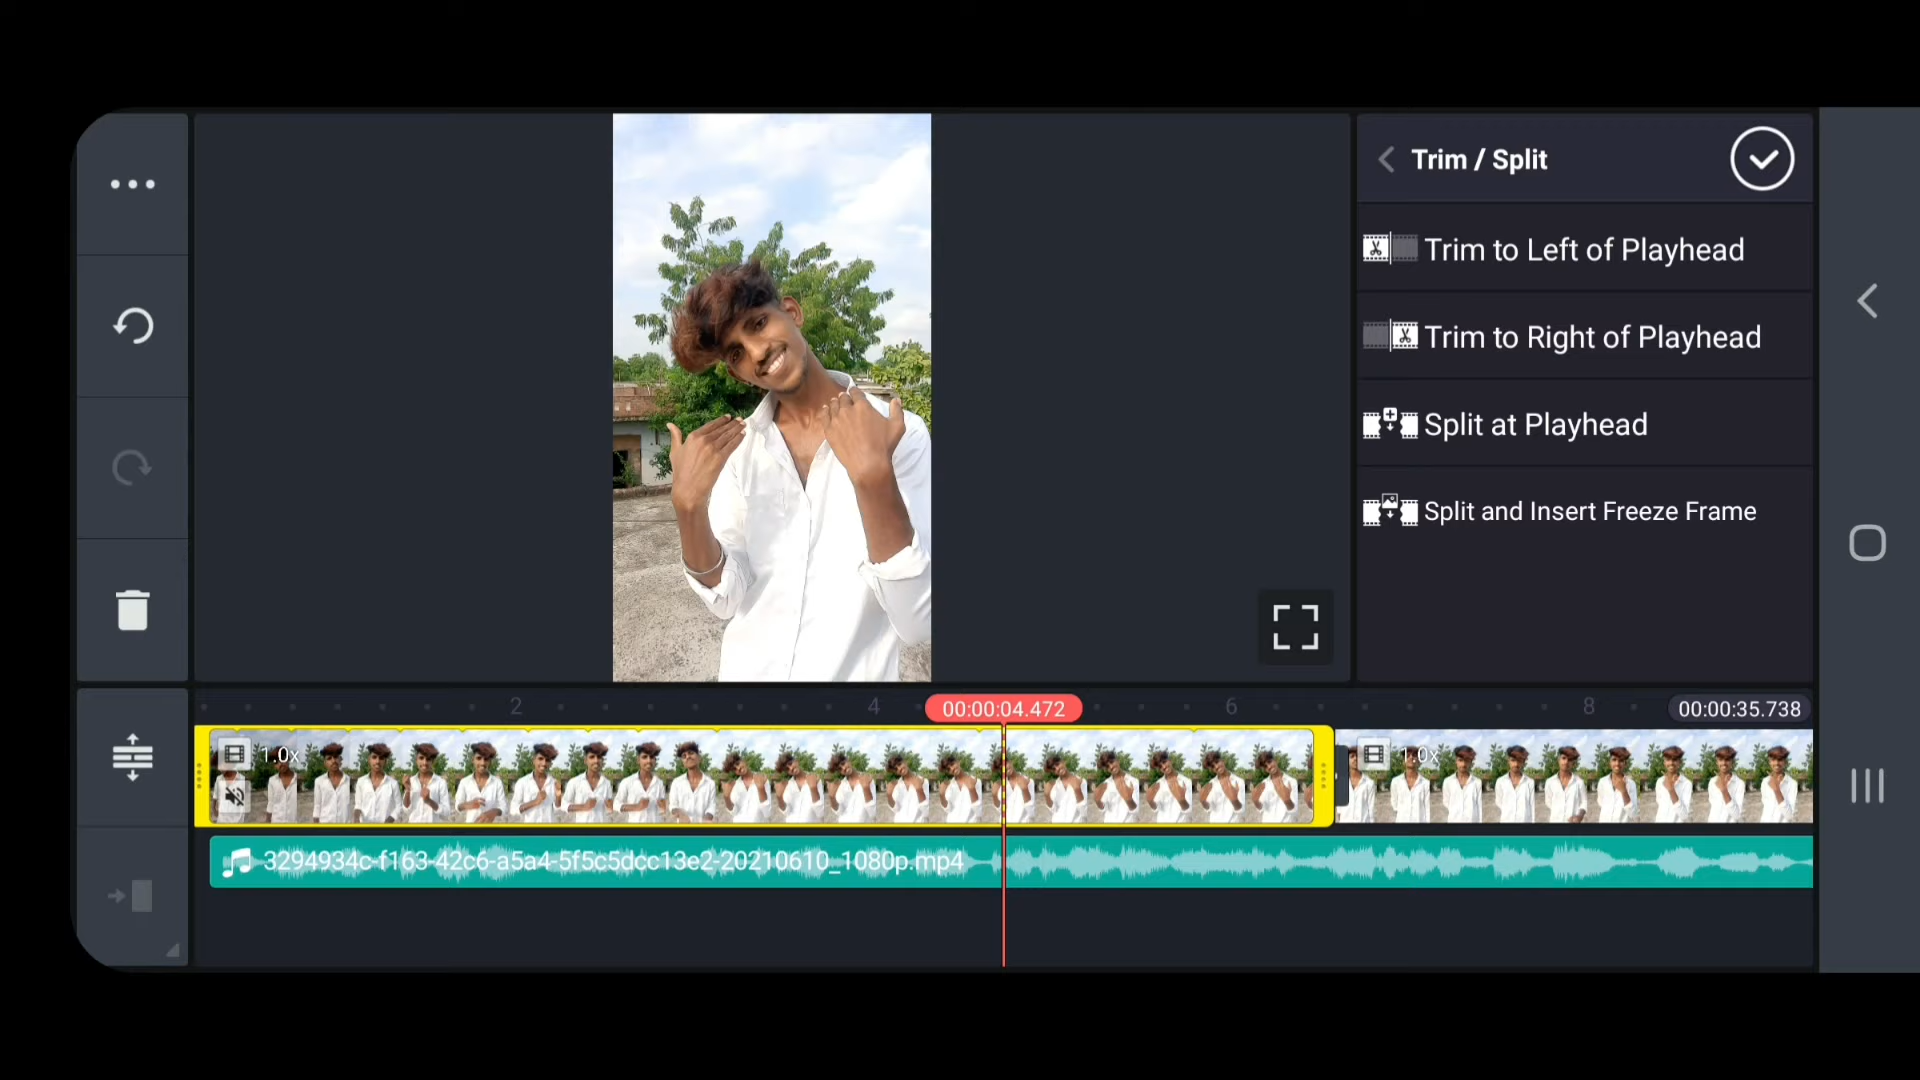 Trim / Split
Trim to Left of Playhead
Trim to Right of Playhead
Split at Playhead
Split and Insert Freeze Frame
2
4
00:00:04.472
6
8
00:00:35.738
1.0x
1.0x
3294934c-f163-42c6-a5a4-5f5c5dcc13e2-20210610_1080p.mp4